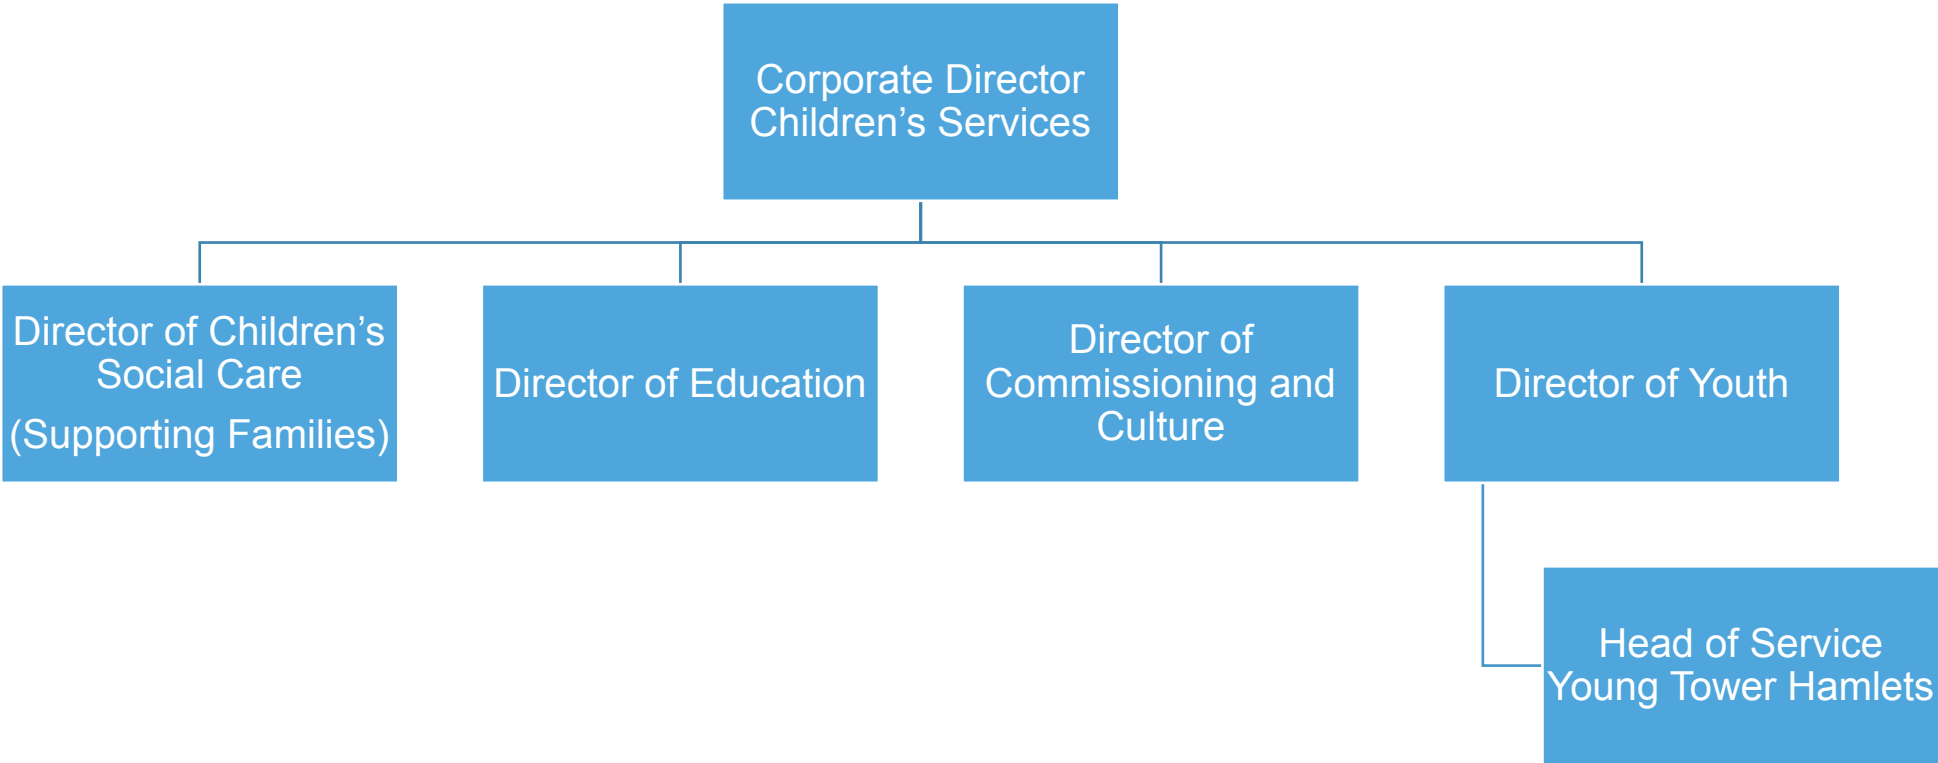 Corporate Director
Children’s Services
Director of Children’s
Social Care
(Supporting Families)
Director of Education
Director of
Commissioning and
Culture
Director of Youth
Head of Service
Young Tower Hamlets